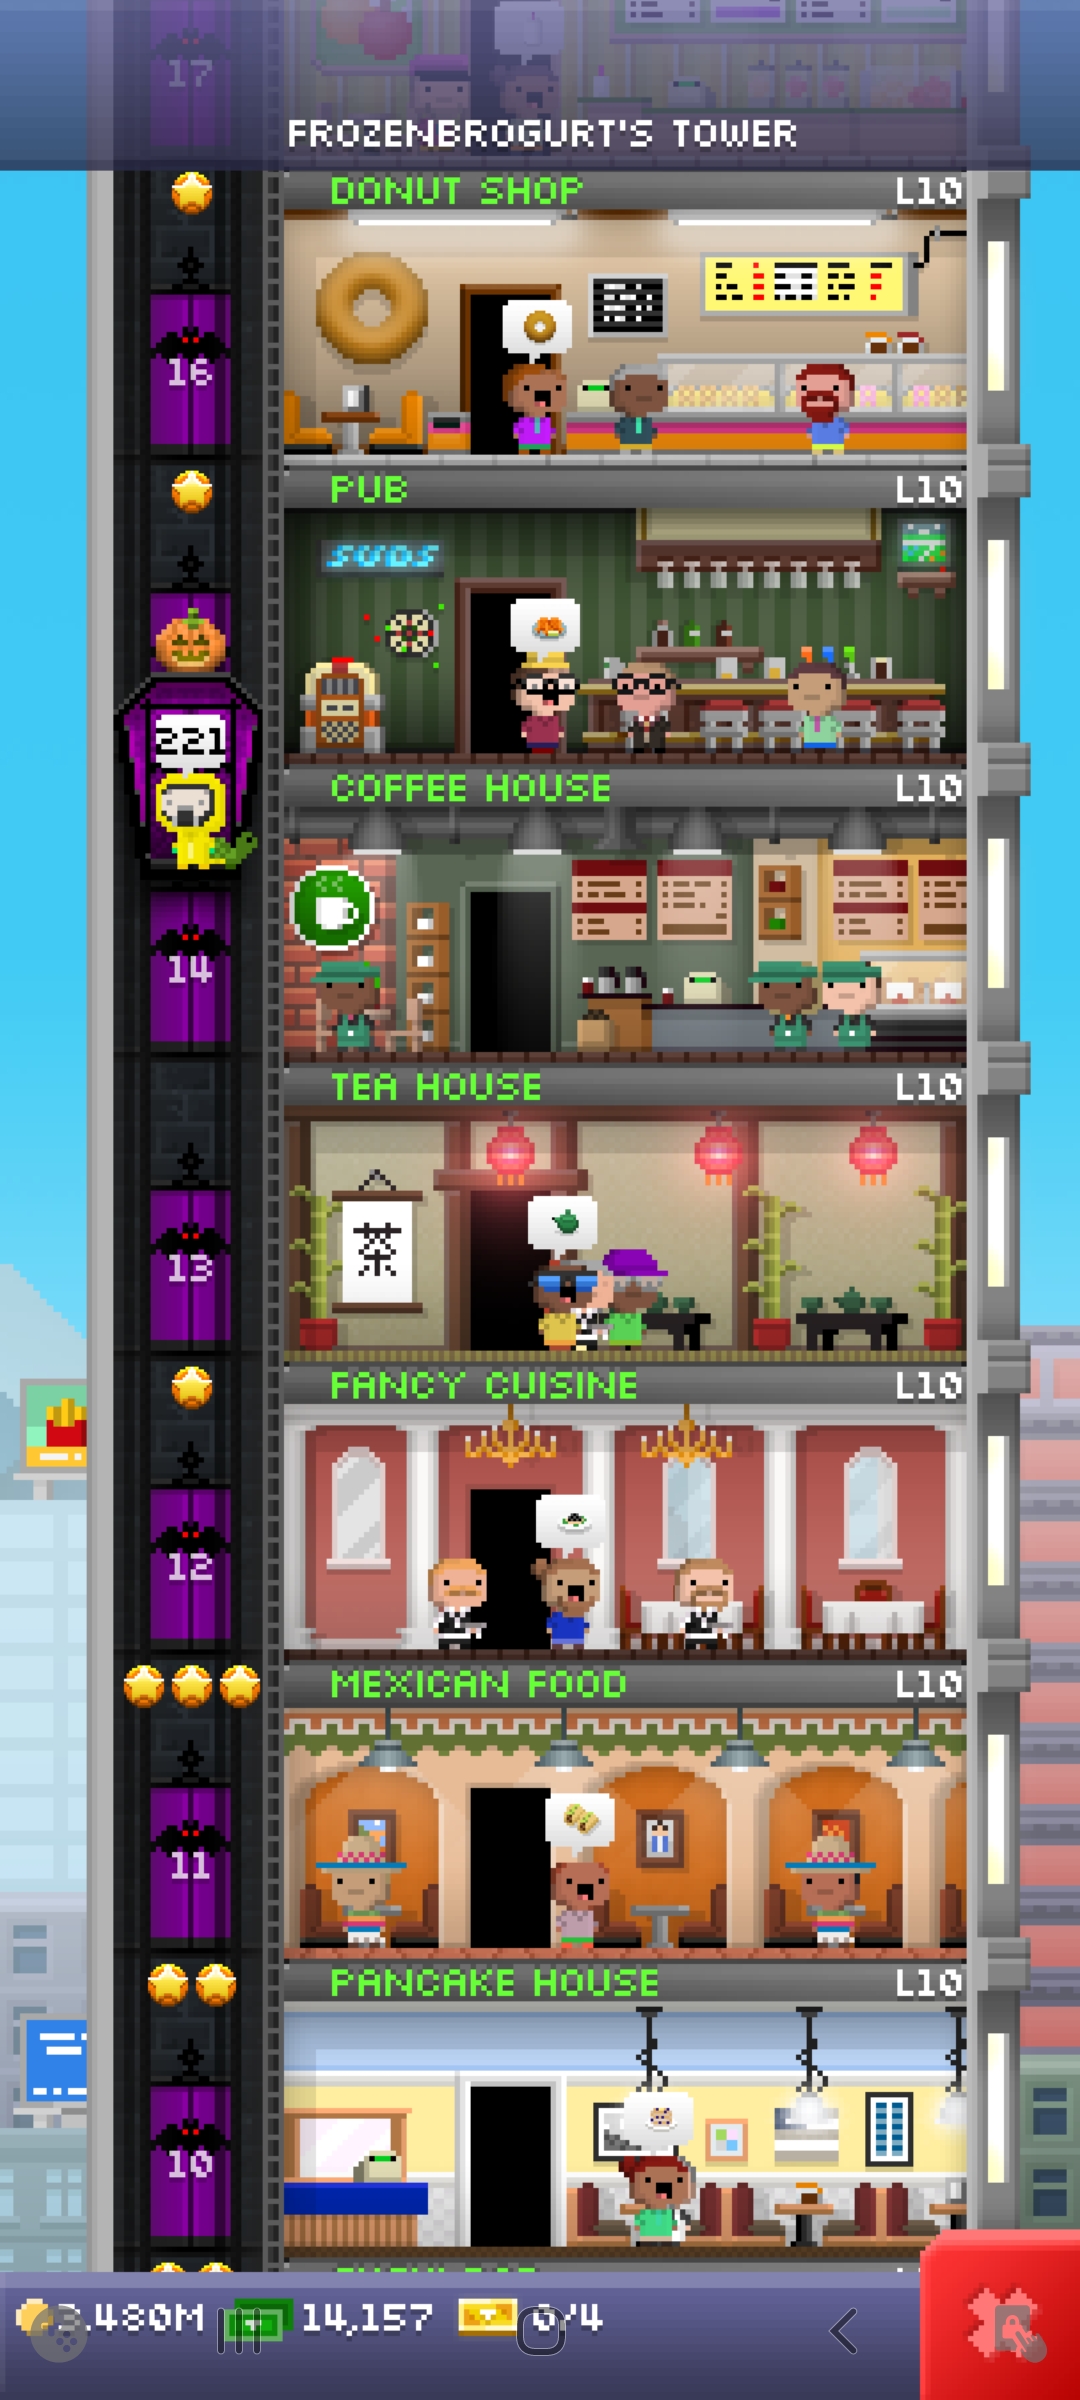 17
FROZENBROGURT'S TOWER
DONUT SHOP L10
16
PUB L10
SUDS
221
COFFEE HOUSE L10
14
TEA HOUSE L10
茶
13
FANCY CUISINE L10
12
MEXICAN FOOD L10
11
PANCAKE HOUSE L10
10
3.480M 14,157 0/4